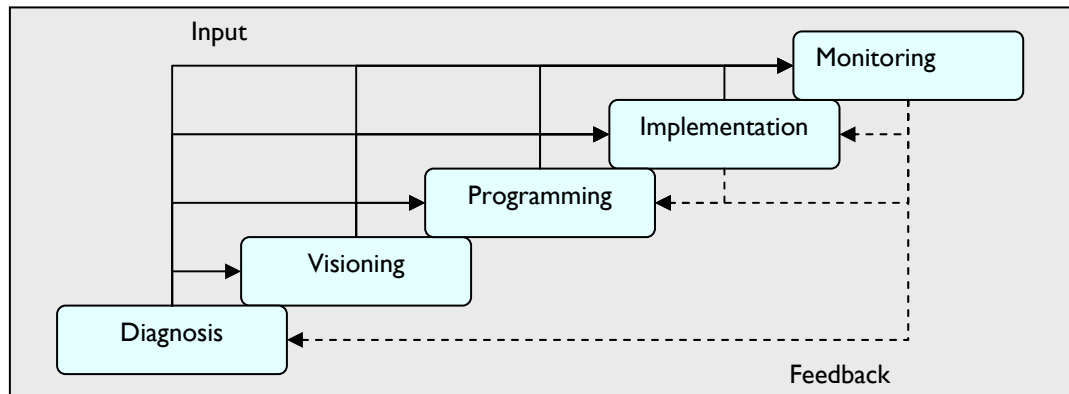 Input
Monitoring
Implementation
Programming
Visioning
Diagnosis
Feedback